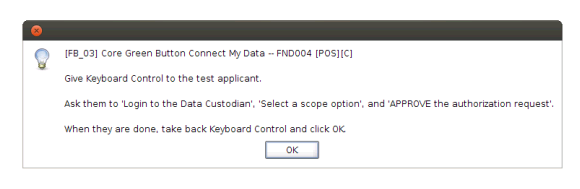 [FB_03] Core Green Button Connect My Data -- FND004 [POS][C]
Give Keyboard Control to the test applicant.
Ask them to 'Login to the Data Custodian', 'Select a scope option', and 'APPROVE the authorization request'.
When they are done, take back Keyboard Control and click OK.
OK